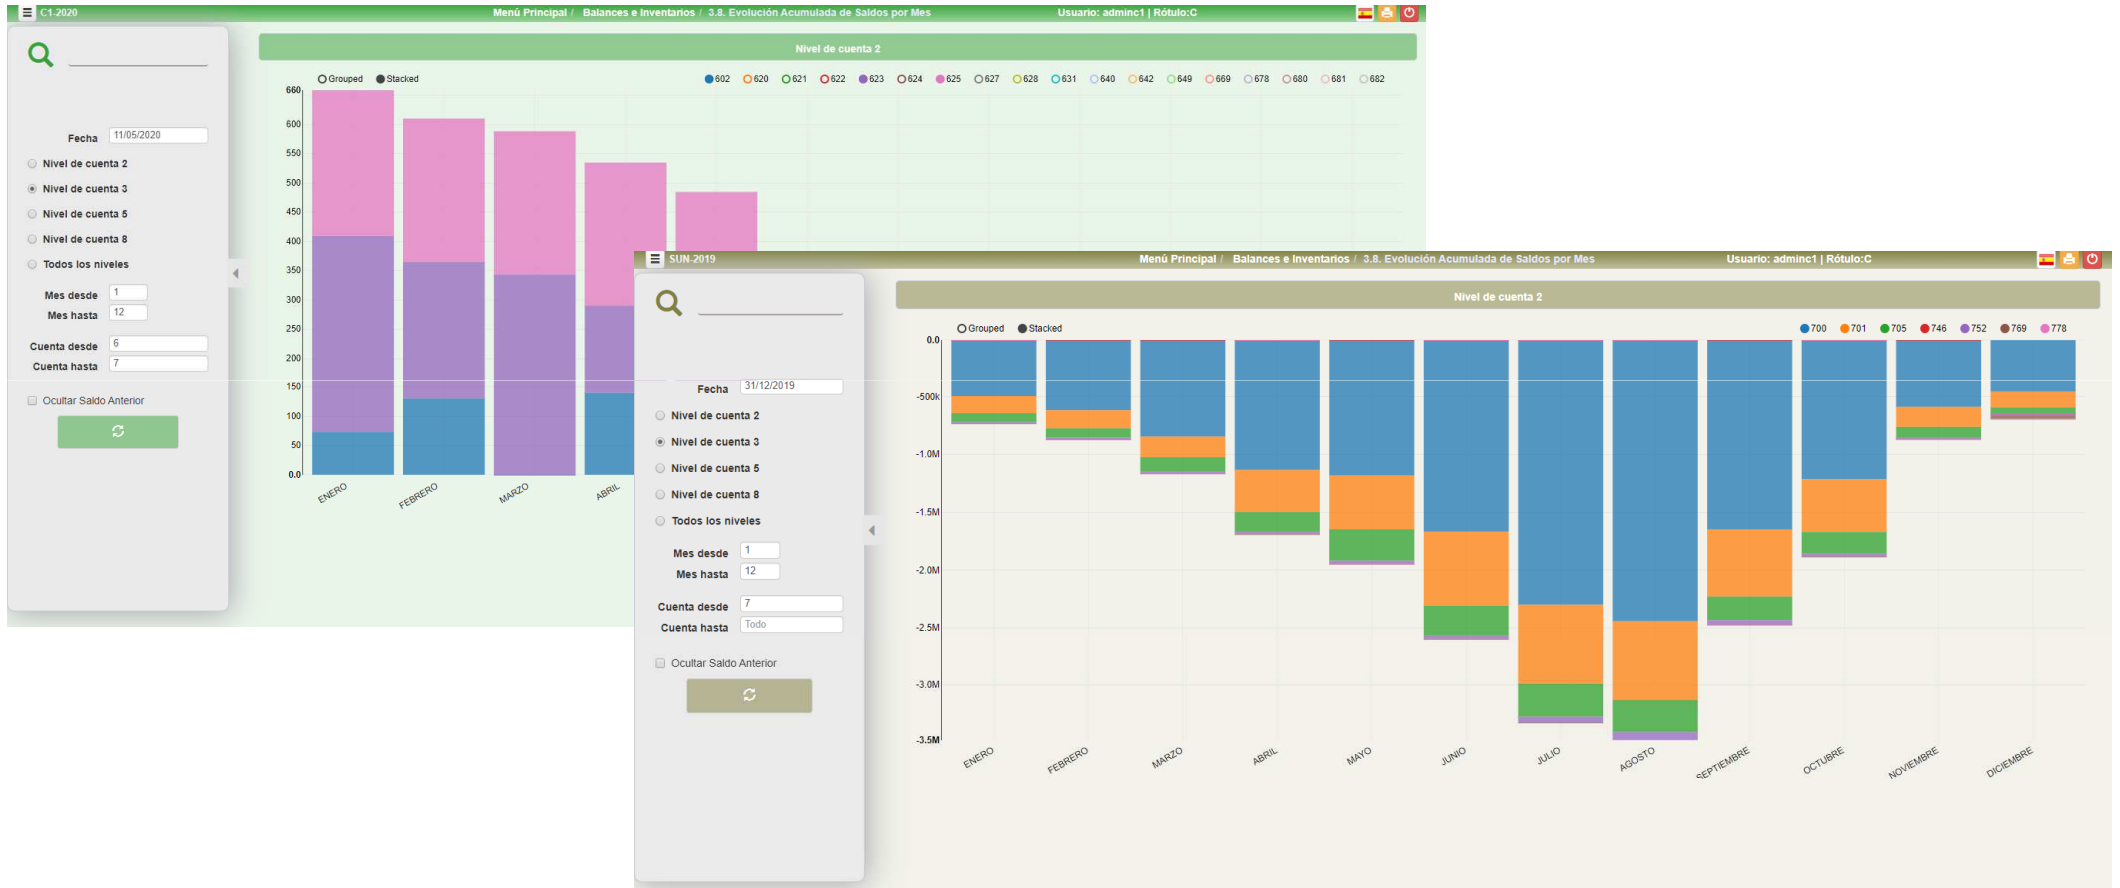 C1-2020 Menú Principal / Balances e Inventarios / 3.8. Evolución Acumulada de Saldos por Mes Usuario: adminc1 | Rótulo:C
Nivel de cuenta 2
Grouped Stacked 602 620 621 622 623 624 625 627 628 631 640 642 649 669 678 680 681 682
Fecha 11/05/2020
Nivel de cuenta 2
Nivel de cuenta 3
Nivel de cuenta 5
Nivel de cuenta 8
Todos los niveles
Mes desde 1
Mes hasta 12
Cuenta desde 6
Cuenta hasta 7
Ocultar Saldo Anterior
660
600
550
500
450
400
350
300
250
200
150
100
50
0.0
ENERO FEBRERO MARZO ABRIL
SUN-2019 Menú Principal / Balances e Inventarios / 3.8. Evolución Acumulada de Saldos por Mes Usuario: adminc1 | Rótulo:C
Nivel de cuenta 2
Grouped Stacked 700 701 705 746 752 769 778
Fecha 31/12/2019
Nivel de cuenta 2
Nivel de cuenta 3
Nivel de cuenta 5
Nivel de cuenta 8
Todos los niveles
Mes desde 1
Mes hasta 12
Cuenta desde 7
Cuenta hasta Todo
Ocultar Saldo Anterior
0.0
-500k
-1.0M
-1.5M
-2.0M
-2.5M
-3.0M
-3.5M
ENERO FEBRERO MARZO ABRIL MAYO JUNIO JULIO AGOSTO SEPTIEMBRE OCTUBRE NOVIEMBRE DICIEMBRE